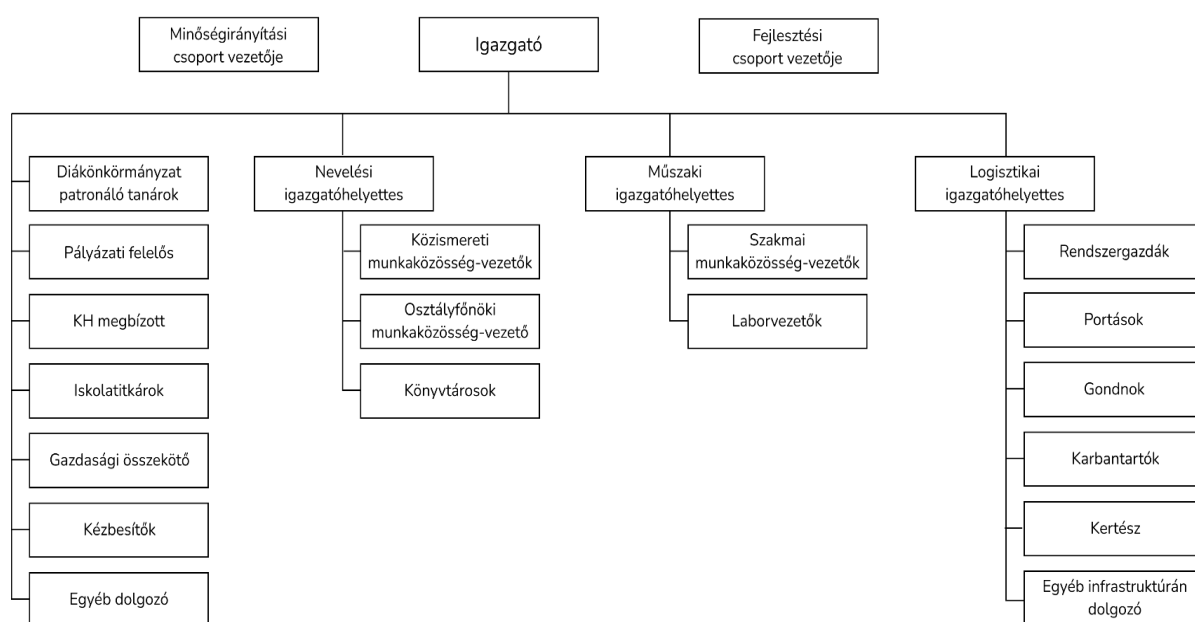 Minőségirányítási
csoport vezetője
Igazgató
Fejlesztési
csoport vezetője
Diákönkörmányzat
patronáló tanárok
Pályázati felelős
KH megbízott
Iskolatitkárok
Gazdasági összekötő
Kézbesítők
Egyéb dolgozó
Nevelési
igazgatóhelyettes
Közismereti
munkaközösség-vezetők
Osztályfőnöki
munkaközösség-vezető
Könyvtárosok
Műszaki
igazgatóhelyettes
Szakmai
munkaközösség-vezetők
Laborvezetők
Logisztikai
igazgatóhelyettes
Rendszergazdák
Portások
Gondnok
Karbantartók
Kertész
Egyéb infrastruktúrán
dolgozó